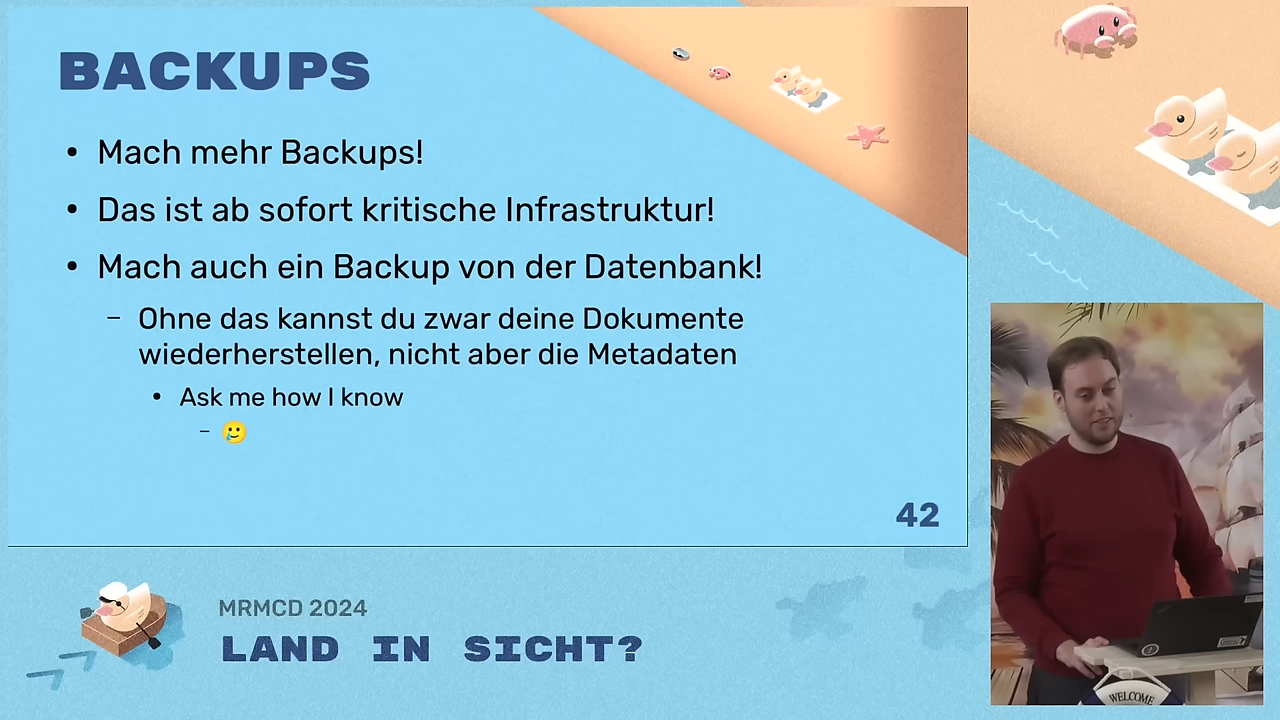 BACKUPS
• Mach mehr Backups!
• Das ist ab sofort kritische Infrastruktur!
• Mach auch ein Backup von der Datenbank!
– Ohne das kannst du zwar deine Dokumente
wiederherstellen, nicht aber die Metadaten
• Ask me how I know
– 🥲
42
MRMCD 2024
LAND IN SICHT?
WELCOME